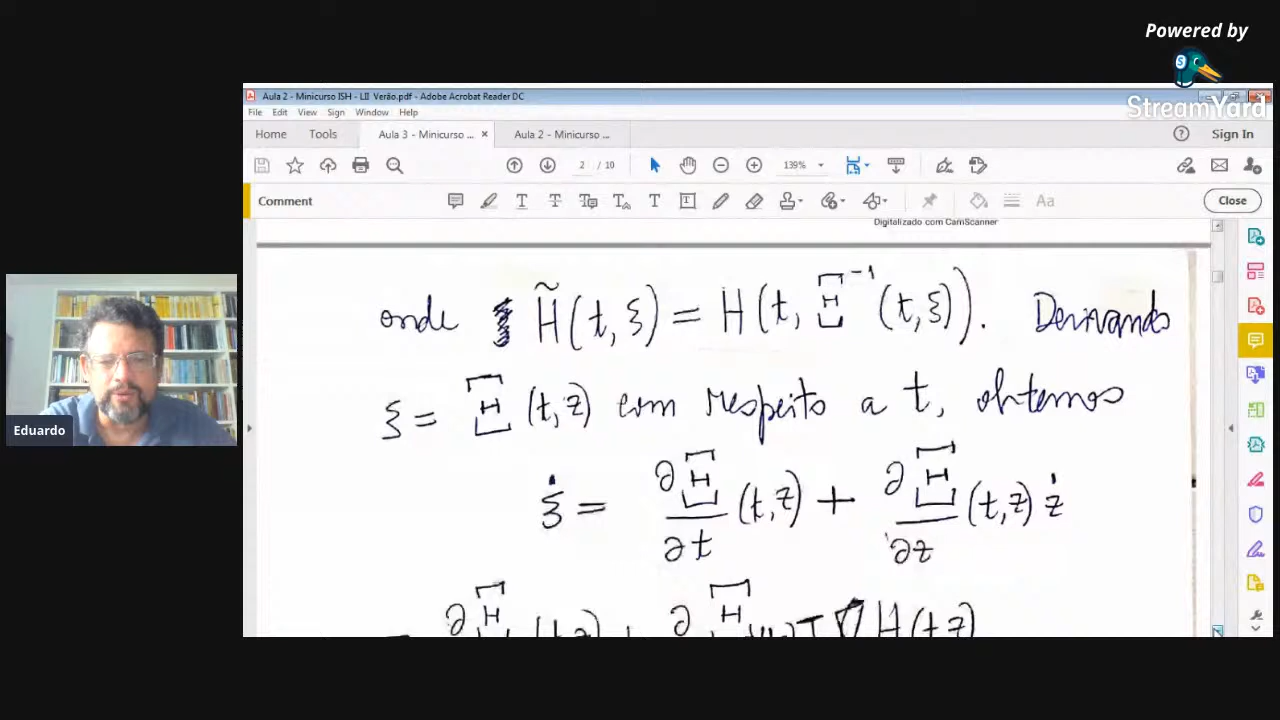 Powered by
StreamYard
Aula 2 - Minicurso ISH - LII Verão.pdf - Adobe Acrobat Reader DC
File Edit View Sign Window Help
Home Tools Aula 3 - Minicurso ... × Aula 2 - Minicurso ... Sign In
2 / 10 139%
Comment Aa Close
Digitalizado com CamScanner
onde H̃(t, ξ) = H(t, Ξ⁻¹(t, ξ)). Derivando
ξ = Ξ(t, z) com respeito a t, obtemos
ξ̇ = ∂Ξ/∂t (t, z) + ∂Ξ/∂z (t, z) ż
Eduardo